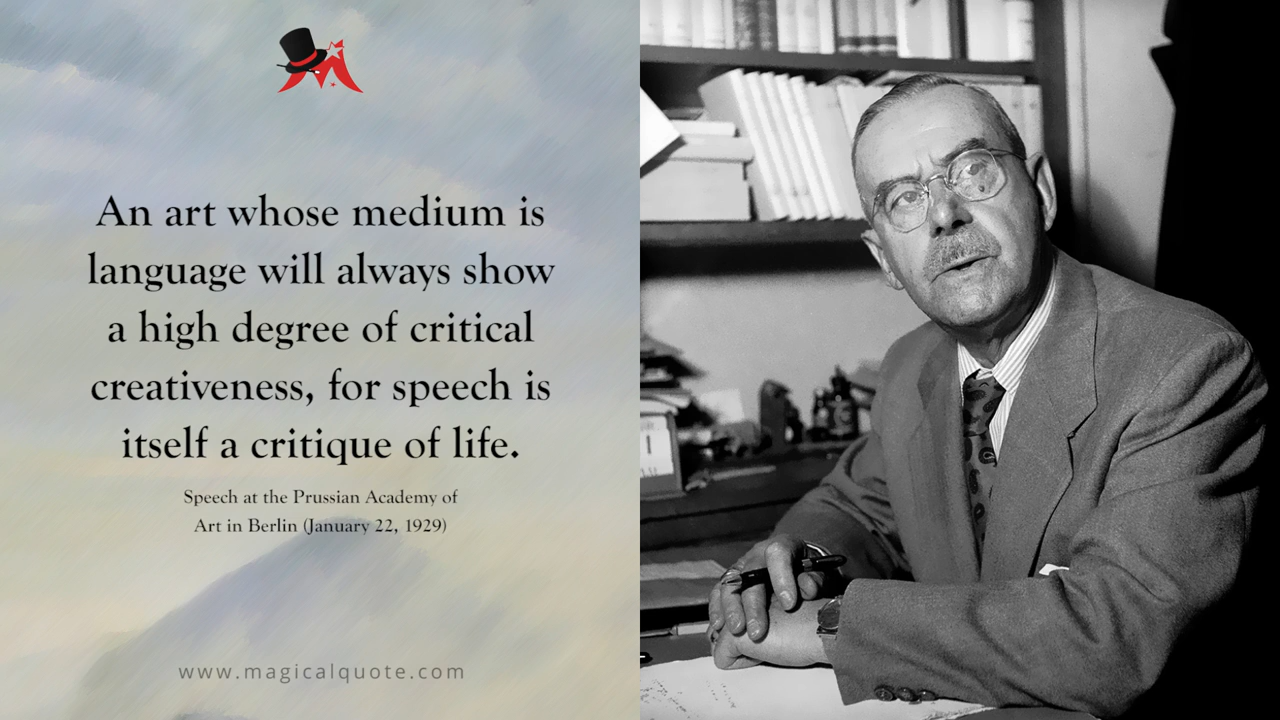 An art whose medium is
language will always show
a high degree of critical
creativeness, for speech is
itself a critique of life.
Speech at the Prussian Academy of
Art in Berlin (January 22, 1929)
www.magicalquote.com